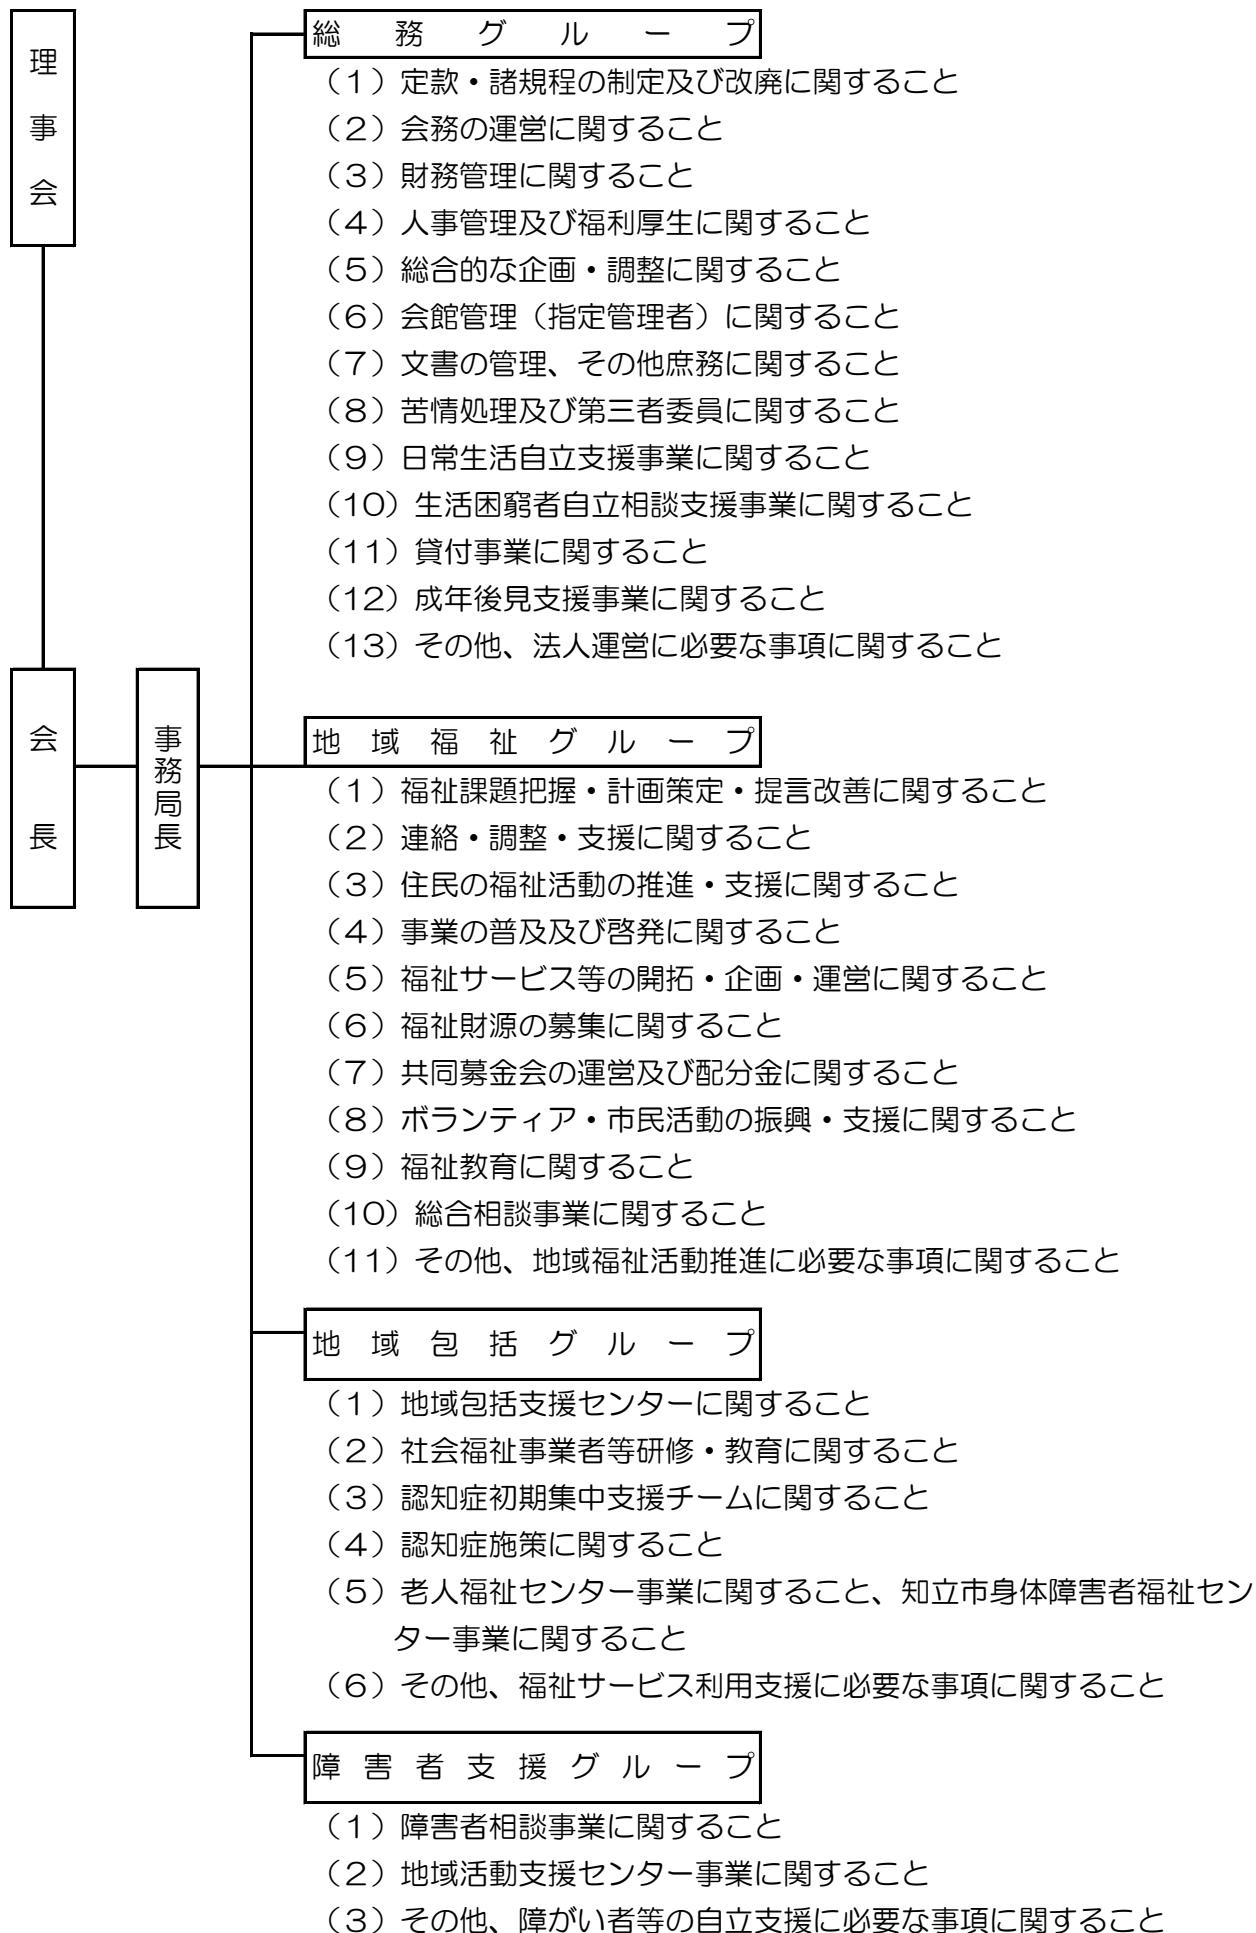 理事会
会長
事務局長
総務グループ
（1）定款・諸規程の制定及び改廃に関すること
（2）会務の運営に関すること
（3）財務管理に関すること
（4）人事管理及び福利厚生に関すること
（5）総合的な企画・調整に関すること
（6）会館管理（指定管理者）に関すること
（7）文書の管理、その他庶務に関すること
（8）苦情処理及び第三者委員に関すること
（9）日常生活自立支援事業に関すること
（10）生活困窮者自立相談支援事業に関すること
（11）貸付事業に関すること
（12）成年後見支援事業に関すること
（13）その他、法人運営に必要な事項に関すること
地域福祉グループ
（1）福祉課題把握・計画策定・提言改善に関すること
（2）連絡・調整・支援に関すること
（3）住民の福祉活動の推進・支援に関すること
（4）事業の普及及び啓発に関すること
（5）福祉サービス等の開拓・企画・運営に関すること
（6）福祉財源の募集に関すること
（7）共同募金会の運営及び配分金に関すること
（8）ボランティア・市民活動の振興・支援に関すること
（9）福祉教育に関すること
（10）総合相談事業に関すること
（11）その他、地域福祉活動推進に必要な事項に関すること
地域包括グループ
（1）地域包括支援センターに関すること
（2）社会福祉事業者等研修・教育に関すること
（3）認知症初期集中支援チームに関すること
（4）認知症施策に関すること
（5）老人福祉センター事業に関すること、知立市身体障害者福祉セン
ター事業に関すること
（6）その他、福祉サービス利用支援に必要な事項に関すること
障害者支援グループ
（1）障害者相談事業に関すること
（2）地域活動支援センター事業に関すること
（3）その他、障がい者等の自立支援に必要な事項に関すること